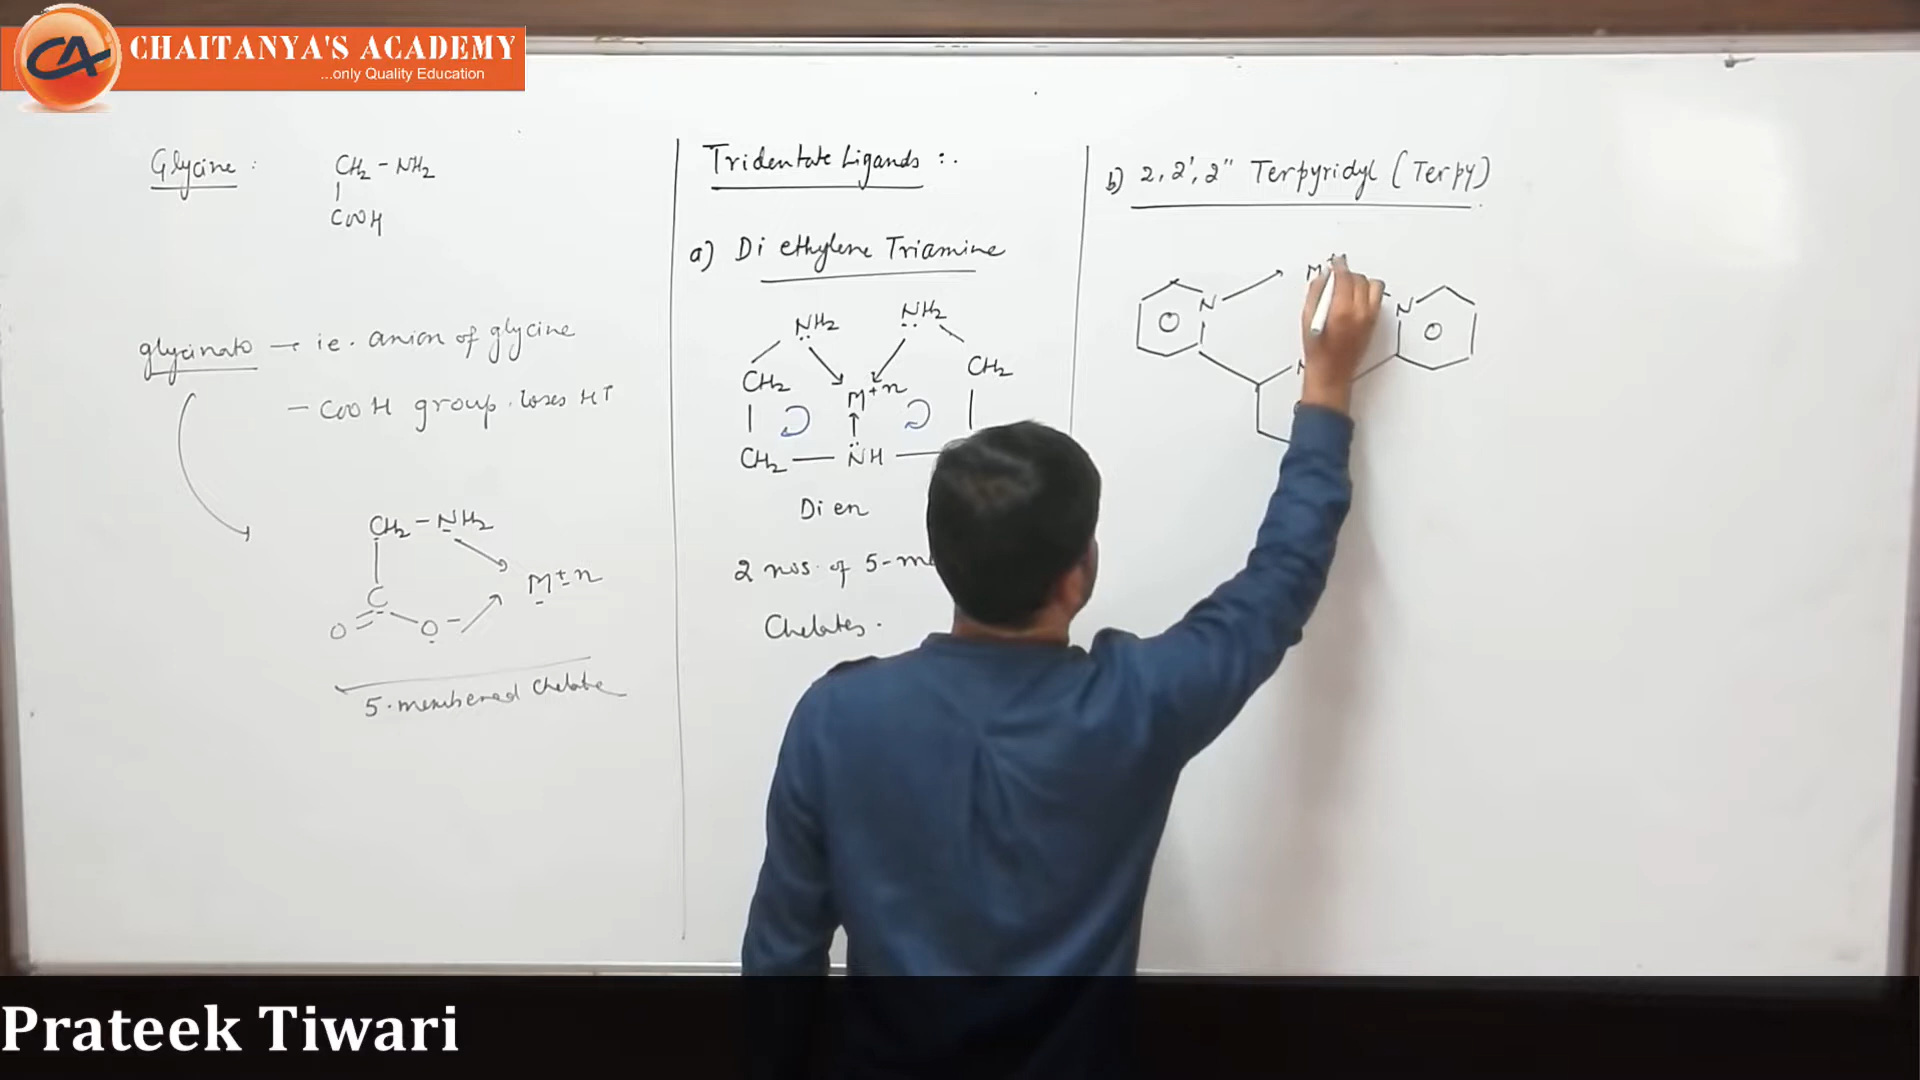 CHAITANYA'S ACADEMY
...only Quality Education
CA
Glycine :
CH2 - NH2
COOH
glycinato → ie. anion of glycine
- COOH group loses H+
CH2 - NH2
M±n
C
O
O-
5-membered Chelate
Tridentate Ligands :.
a) Di ethylene Triamine
NH2 NH2
CH2 CH2
M+n
CH2 — NH —
Di en
2 nos. of 5-me
Chelates.
b) 2, 2', 2'' Terpyridyl (Terpy)
M+
N N
N
Prateek Tiwari